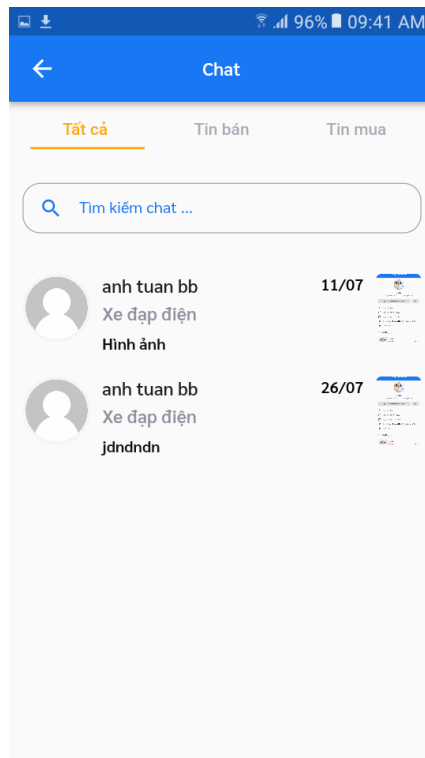 96% 09:41 AM
Chat
Tất cả Tin bán Tin mua
Tìm kiếm chat ...
anh tuan bb 11/07
Xe đạp điện
Hình ảnh
anh tuan bb 26/07
Xe đạp điện
jdndndn